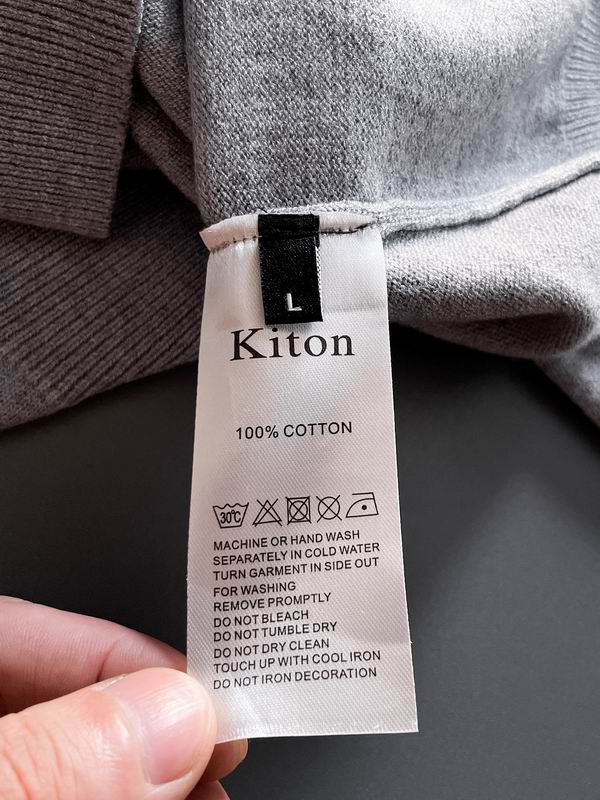 L
Kiton
100% COTTON
30°C
MACHINE OR HAND WASH
SEPARATELY IN COLD WATER
TURN GARMENT IN SIDE OUT
FOR WASHING
REMOVE PROMPTLY
DO NOT BLEACH
DO NOT TUMBLE DRY
DO NOT DRY CLEAN
TOUCH UP WITH COOL IRON
DO NOT IRON DECORATION